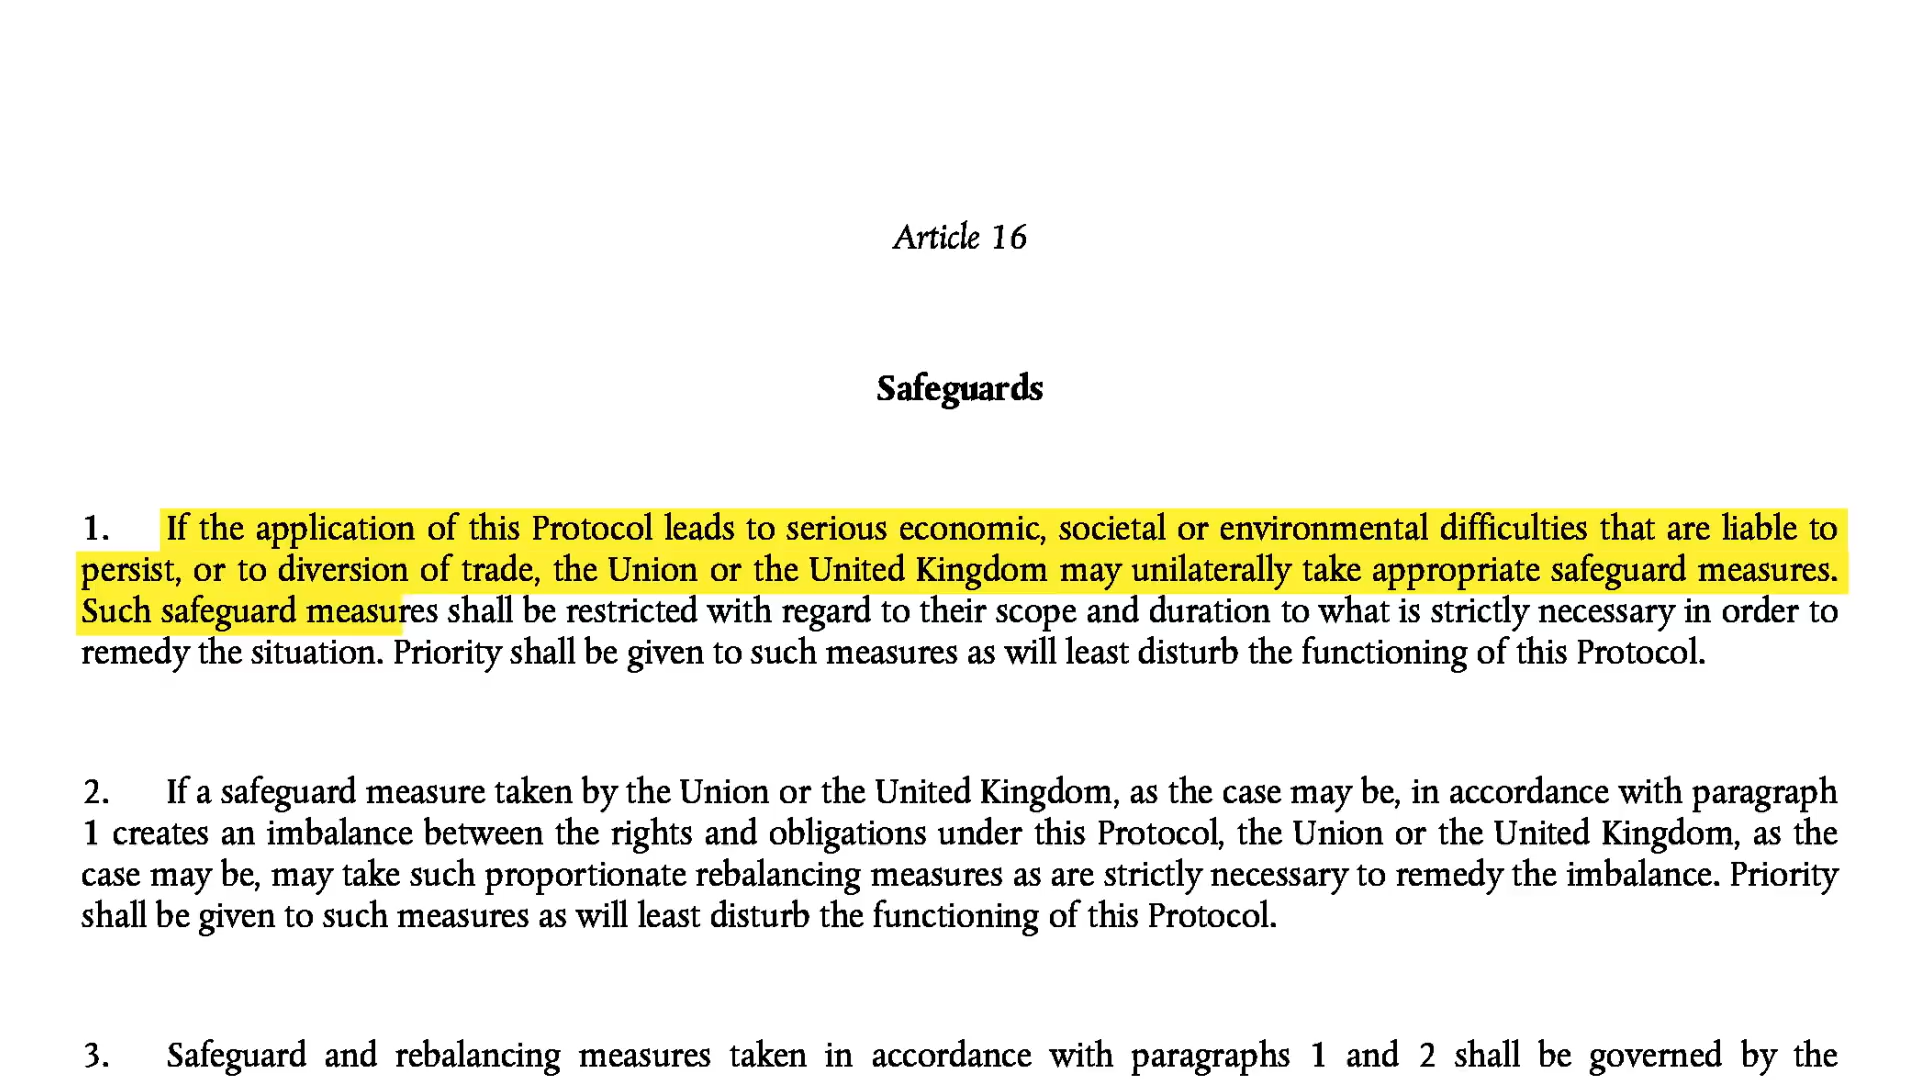 Article 16
Safeguards
1. If the application of this Protocol leads to serious economic, societal or environmental difficulties that are liable to
persist, or to diversion of trade, the Union or the United Kingdom may unilaterally take appropriate safeguard measures.
Such safeguard measures shall be restricted with regard to their scope and duration to what is strictly necessary in order to
remedy the situation. Priority shall be given to such measures as will least disturb the functioning of this Protocol.
2. If a safeguard measure taken by the Union or the United Kingdom, as the case may be, in accordance with paragraph
1 creates an imbalance between the rights and obligations under this Protocol, the Union or the United Kingdom, as the
case may be, may take such proportionate rebalancing measures as are strictly necessary to remedy the imbalance. Priority
shall be given to such measures as will least disturb the functioning of this Protocol.
3. Safeguard and rebalancing measures taken in accordance with paragraphs 1 and 2 shall be governed by the